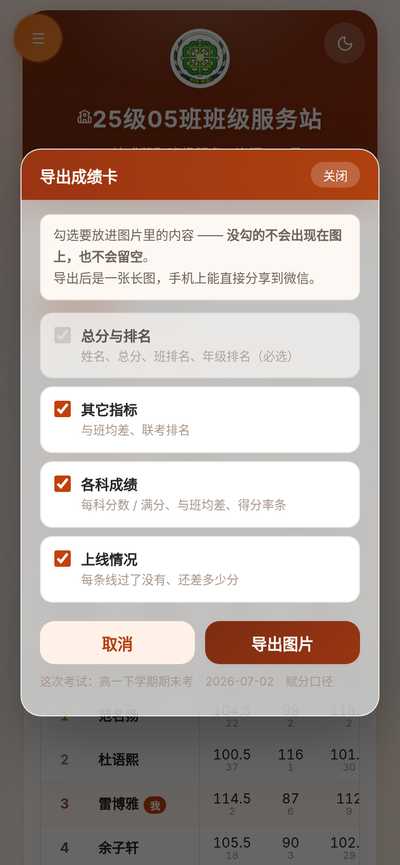 25级05班班级服务站
导出成绩卡
关闭
勾选要放进图片里的内容 —— 没勾的不会出现在图
上，也不会留空。
导出后是一张长图，手机上能直接分享到微信。
总分与排名
姓名、总分、班排名、年级排名（必选）
其它指标
与班均差、联考排名
各科成绩
每科分数 / 满分、与班均差、得分率条
上线情况
每条线过了没有、还差多少分
取消
导出图片
这次考试：高一下学期期末考 2026-07-02 赋分口径
22 2 2
2 杜语熙 100.5 116 101.
37 1 30
3 雷博雅 我 114.5 87 112
2 6 9
4 余子轩 105.5 90 102.
18 3 29